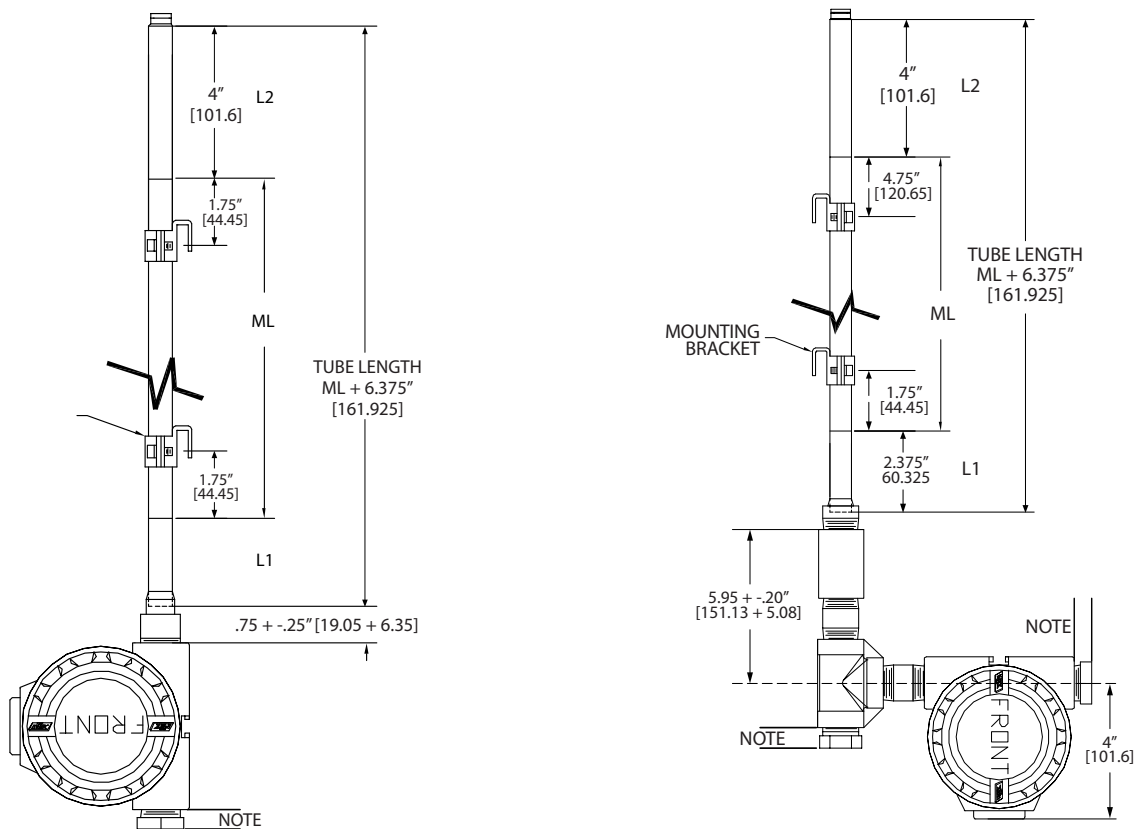 4”
[101.6]
L2
1.75”
[44.45]
ML
TUBE LENGTH
ML + 6.375”
[161.925]
1.75”
[44.45]
L1
.75 + -.25” [19.05 + 6.35]
FRONT
NOTE
4”
[101.6]
L2
4.75”
[120.65]
TUBE LENGTH
ML + 6.375”
[161.925]
ML
MOUNTING
BRACKET
1.75”
[44.45]
2.375”
60.325
L1
5.95 + -.20”
[151.13 + 5.08]
NOTE
NOTE
FRONT
4”
[101.6]